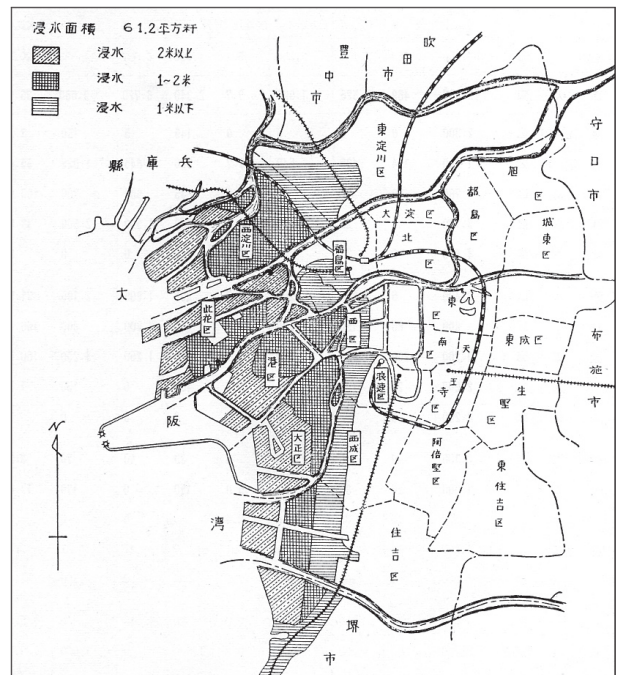 浸水面積 61.2平方粁
浸水 2米以上
浸水 1~2米
浸水 1米以下
吹田市
豊中市
守口市
兵庫縣
東淀川区
旭区
都島区
城東区
大淀区
北区
西淀川区
福島区
大阪湾
此花区
西区
東区
東成区
布施市
港区
南区
天王寺区
浪速区
生墅区
大正区
西成区
阿倍墅区
東住吉区
住吉区
堺市
N